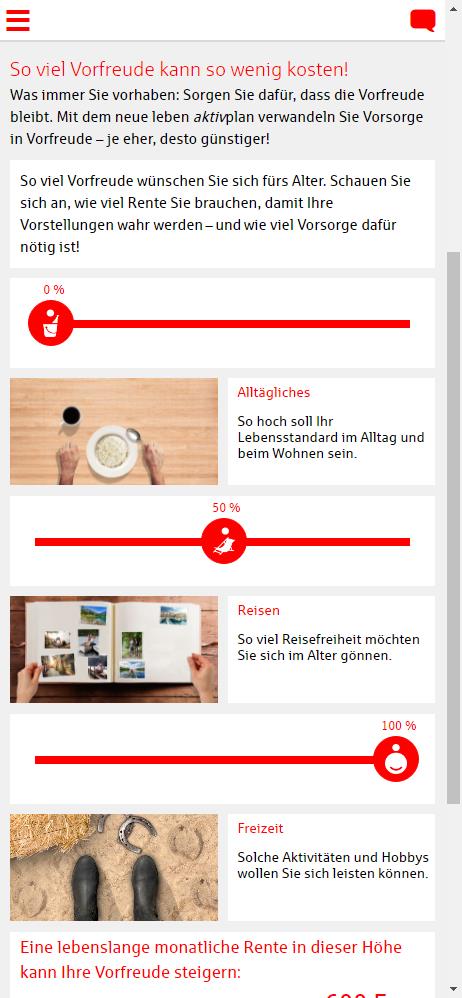 So viel Vorfreude kann so wenig kosten!
Was immer Sie vorhaben: Sorgen Sie dafür, dass die Vorfreude
bleibt. Mit dem neue leben aktivplan verwandeln Sie Vorsorge
in Vorfreude – je eher, desto günstiger!
So viel Vorfreude wünschen Sie sich fürs Alter. Schauen Sie
sich an, wie viel Rente Sie brauchen, damit Ihre
Vorstellungen wahr werden – und wie viel Vorsorge dafür
nötig ist!
0 %
Alltägliches
So hoch soll Ihr
Lebensstandard im Alltag und
beim Wohnen sein.
50 %
Reisen
So viel Reisefreiheit möchten
Sie sich im Alter gönnen.
100 %
Freizeit
Solche Aktivitäten und Hobbys
wollen Sie sich leisten können.
Eine lebenslange monatliche Rente in dieser Höhe
kann Ihre Vorfreude steigern: